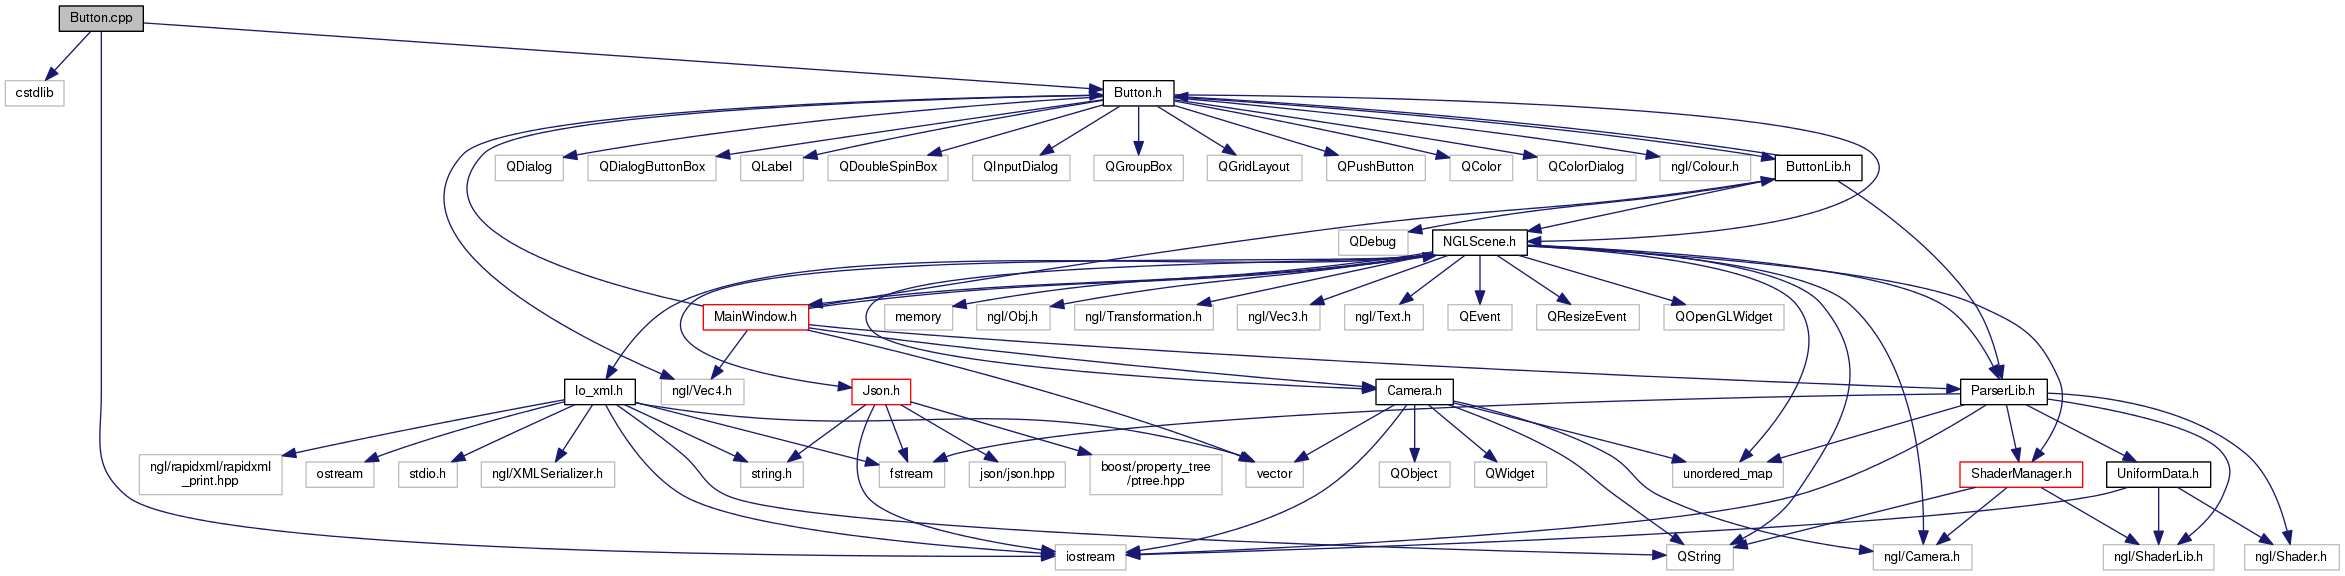 Button.cpp
cstdlib
Button.h
QDialog
QDialogButtonBox
QLabel
QDoubleSpinBox
QInputDialog
QGroupBox
QGridLayout
QPushButton
QColor
QColorDialog
ngl/Colour.h
ButtonLib.h
QDebug
NGLScene.h
MainWindow.h
memory
ngl/Obj.h
ngl/Transformation.h
ngl/Vec3.h
ngl/Text.h
QEvent
QResizeEvent
QOpenGLWidget
Io_xml.h
ngl/Vec4.h
Json.h
Camera.h
ParserLib.h
ngl/rapidxml/rapidxml
_print.hpp
ostream
stdio.h
ngl/XMLSerializer.h
string.h
fstream
json/json.hpp
boost/property_tree
/ptree.hpp
vector
QObject
QWidget
unordered_map
ShaderManager.h
UniformData.h
iostream
QString
ngl/Camera.h
ngl/ShaderLib.h
ngl/Shader.h